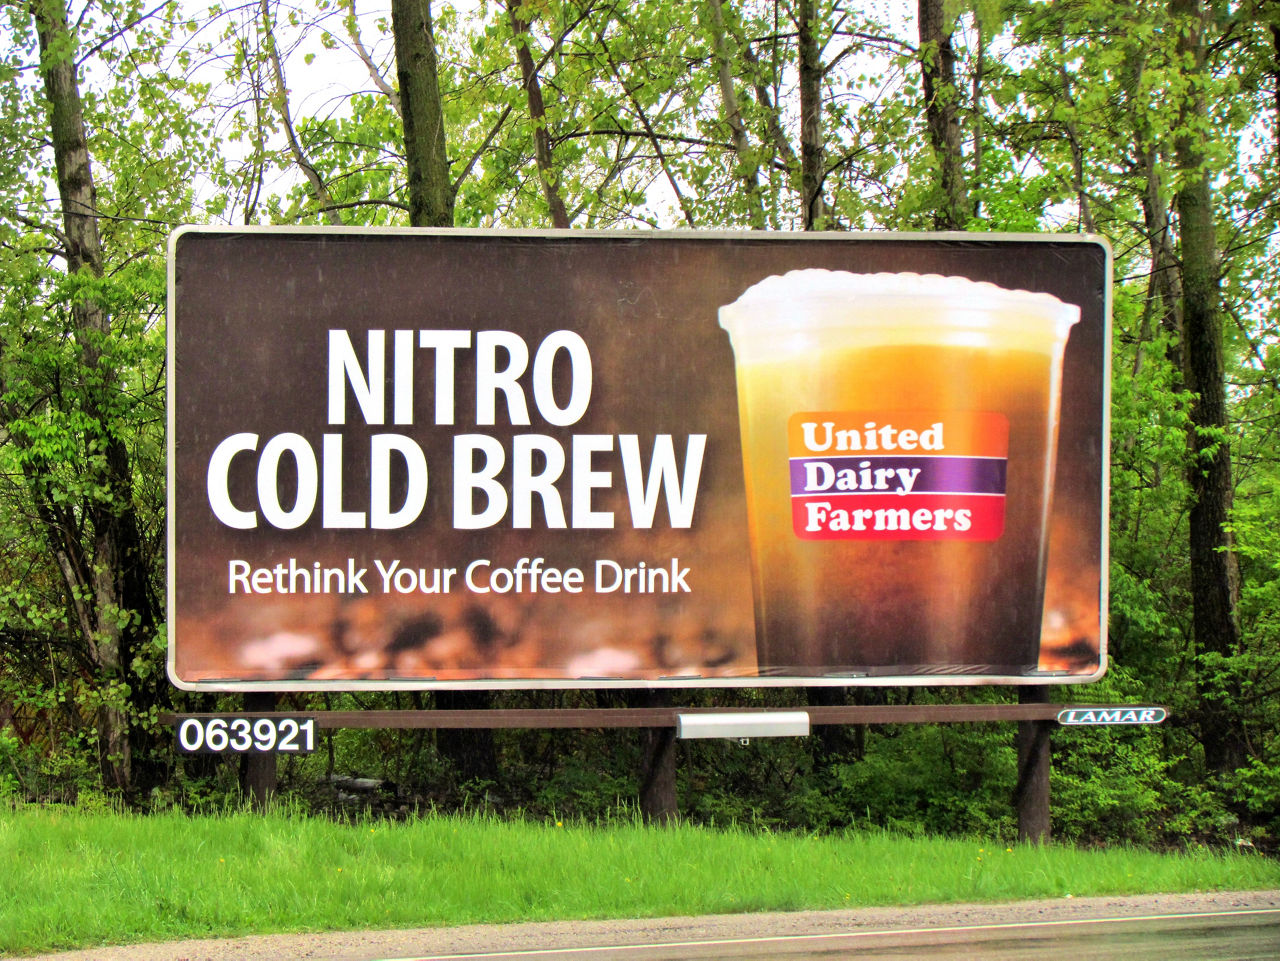 NITRO
COLD BREW
Rethink Your Coffee Drink
United
Dairy
Farmers
063921
LAMAR